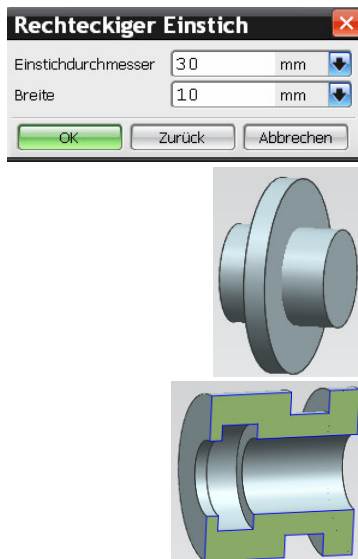 Rechteckiger Einstich
Einstichdurchmesser 30 mm
Breite 10 mm
OK Zurück Abbrechen